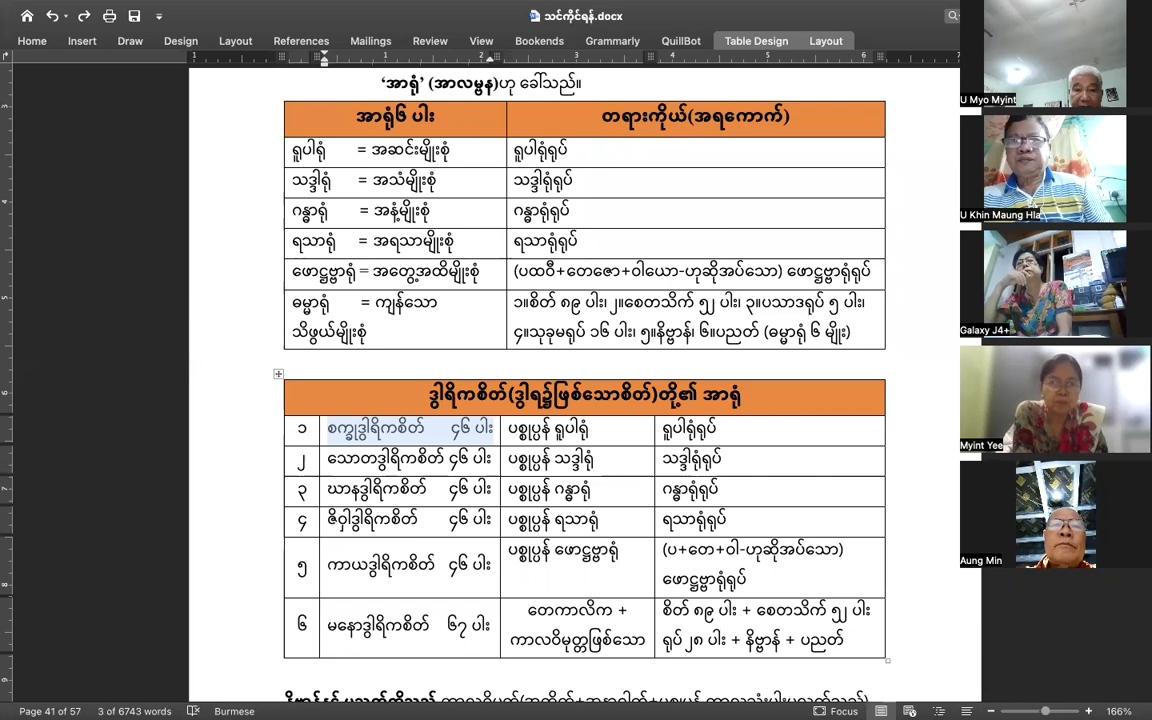 သင်ကိုင်ရန်.docx
Home Insert Draw Design Layout References Mailings Review View Bookends Grammarly QuillBot Table Design Layout
‘အာရုံ’ (အာလမ္ဗန)ဟု ခေါ်သည်။
အာရုံ၆ ပါး တရားကိုယ်(အရကောက်)
ရူပါရုံ = အဆင်းမျိုးစုံ ရူပါရုံရုပ်
သဒ္ဒါရုံ = အသံမျိုးစုံ သဒ္ဒါရုံရုပ်
ဂန္ဓာရုံ = အနံ့မျိုးစုံ ဂန္ဓာရုံရုပ်
ရသာရုံ = အရသာမျိုးစုံ ရသာရုံရုပ်
ဖောဋ္ဌဗ္ဗာရုံ = အတွေ့အထိမျိုးစုံ (ပထဝီ+တေဇော+ဝါယော-ဟုဆိုအပ်သော) ဖောဋ္ဌဗ္ဗာရုံရုပ်
ဓမ္မာရုံ = ကျန်သော ၁။စိတ် ၈၉ ပါး၊ ၂။စေတသိက် ၅၂ ပါး၊ ၃။ပသာဒရုပ် ၅ ပါး၊
သိဖွယ်မျိုးစုံ ၄။သုခုမရုပ် ၁၆ ပါး၊ ၅။နိဗ္ဗာန်၊ ၆။ပညတ် (ဓမ္မာရုံ ၆ မျိုး)
ဒွါရိကစိတ်(ဒွါရ၌ဖြစ်သောစိတ်)တို့၏ အာရုံ
၁ စက္ခုဒွါရိကစိတ် ၄၆ ပါး ပစ္စုပ္ပန် ရူပါရုံ ရူပါရုံရုပ်
၂ သောတဒွါရိကစိတ် ၄၆ ပါး ပစ္စုပ္ပန် သဒ္ဒါရုံ သဒ္ဒါရုံရုပ်
၃ ဃာနဒွါရိကစိတ် ၄၆ ပါး ပစ္စုပ္ပန် ဂန္ဓာရုံ ဂန္ဓာရုံရုပ်
၄ ဇိဝှါဒွါရိကစိတ် ၄၆ ပါး ပစ္စုပ္ပန် ရသာရုံ ရသာရုံရုပ်
၅ ကာယဒွါရိကစိတ် ၄၆ ပါး ပစ္စုပ္ပန် ဖောဋ္ဌဗ္ဗာရုံ (ပ+တေ+ဝါ-ဟုဆိုအပ်သော)
ဖောဋ္ဌဗ္ဗာရုံရုပ်
၆ မနောဒွါရိကစိတ် ၆၇ ပါး တေကာလိက + စိတ် ၈၉ ပါး + စေတသိက် ၅၂ ပါး
ကာလဝိမုတ္တဖြစ်သော ရုပ်၂၈ ပါး + နိဗ္ဗာန် + ပညတ်
U Myo Myint
U Khin Maung Hla
Galaxy J4+
Myint Yee
Aung Min
Page 41 of 57 3 of 6743 words Burmese Focus 166%